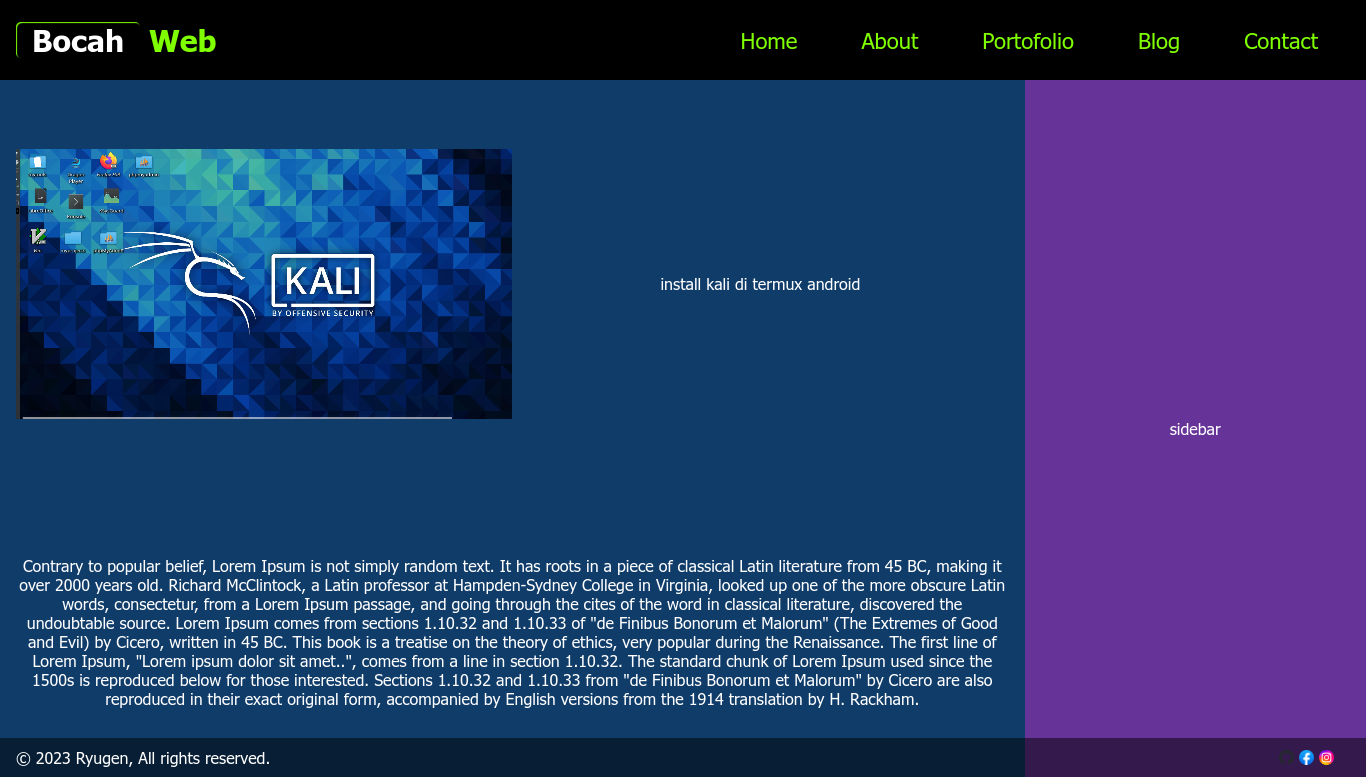 Bocah Web
Home About Portofolio Blog Contact
KALI
BY OFFENSIVE SECURITY
install kali di termux android
sidebar
Contrary to popular belief, Lorem Ipsum is not simply random text. It has roots in a piece of classical Latin literature from 45 BC, making it
over 2000 years old. Richard McClintock, a Latin professor at Hampden-Sydney College in Virginia, looked up one of the more obscure Latin
words, consectetur, from a Lorem Ipsum passage, and going through the cites of the word in classical literature, discovered the
undoubtable source. Lorem Ipsum comes from sections 1.10.32 and 1.10.33 of "de Finibus Bonorum et Malorum" (The Extremes of Good
and Evil) by Cicero, written in 45 BC. This book is a treatise on the theory of ethics, very popular during the Renaissance. The first line of
Lorem Ipsum, "Lorem ipsum dolor sit amet..", comes from a line in section 1.10.32. The standard chunk of Lorem Ipsum used since the
1500s is reproduced below for those interested. Sections 1.10.32 and 1.10.33 from "de Finibus Bonorum et Malorum" by Cicero are also
reproduced in their exact original form, accompanied by English versions from the 1914 translation by H. Rackham.
© 2023 Ryugen, All rights reserved.